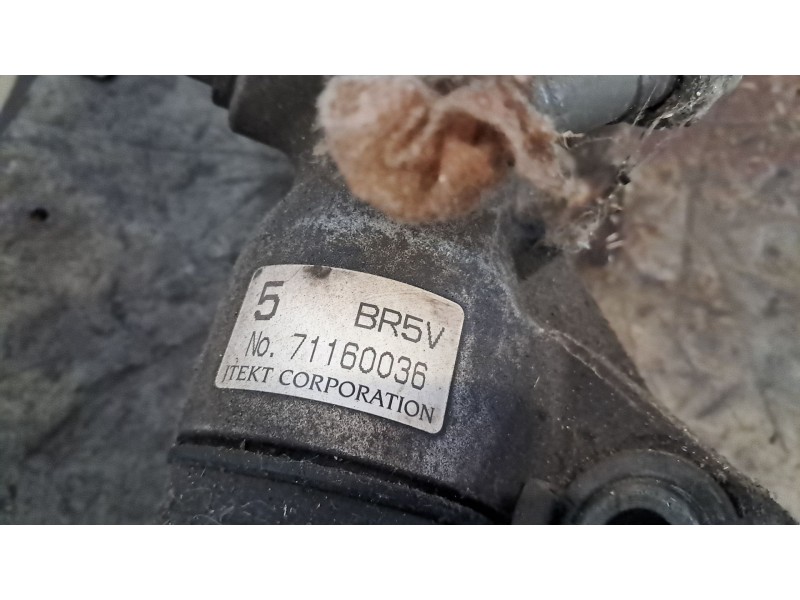 5 BR5V
No. 71160036
JTEKT CORPORATION